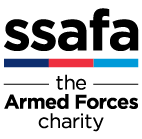 ssafa
the
Armed Forces
charity